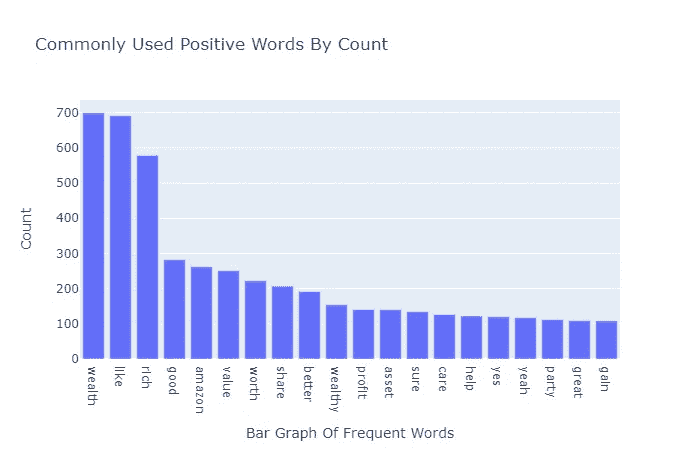 Commonly Used Positive Words By Count
Count
700
600
500
400
300
200
100
0
wealth
like
rich
good
amazon
value
worth
share
better
wealthy
profit
asset
sure
care
help
yes
yeah
party
great
gain
Bar Graph Of Frequent Words